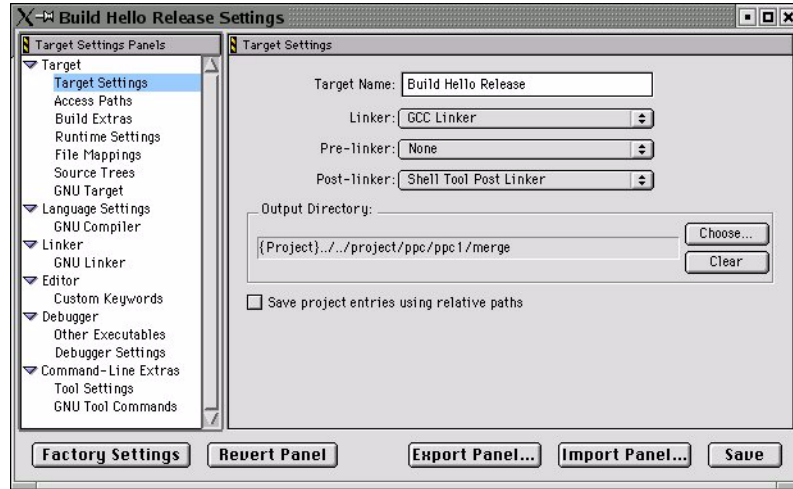 Build Hello Release Settings
Target Settings Panels
Target
Target Settings
Access Paths
Build Extras
Runtime Settings
File Mappings
Source Trees
GNU Target
Language Settings
GNU Compiler
Linker
GNU Linker
Editor
Custom Keywords
Debugger
Other Executables
Debugger Settings
Command-Line Extras
Tool Settings
GNU Tool Commands
Target Settings
Target Name: Build Hello Release
Linker: GCC Linker
Pre-linker: None
Post-linker: Shell Tool Post Linker
Output Directory:
{Project}../../project/ppc/ppc1/merge
Choose...
Clear
Save project entries using relative paths
Factory Settings
Revert Panel
Export Panel...
Import Panel...
Save